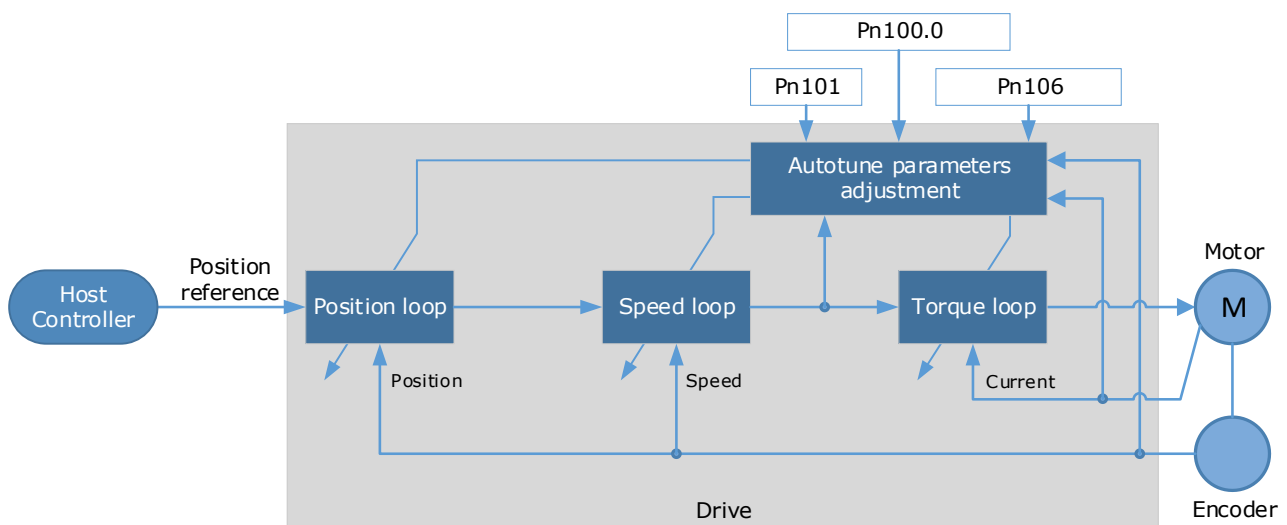 Pn100.0
Pn101
Pn106
Autotune parameters
adjustment
Motor
Position
reference
Host
Controller
Position loop
Speed loop
Torque loop
M
Position
Speed
Current
Drive
Encoder